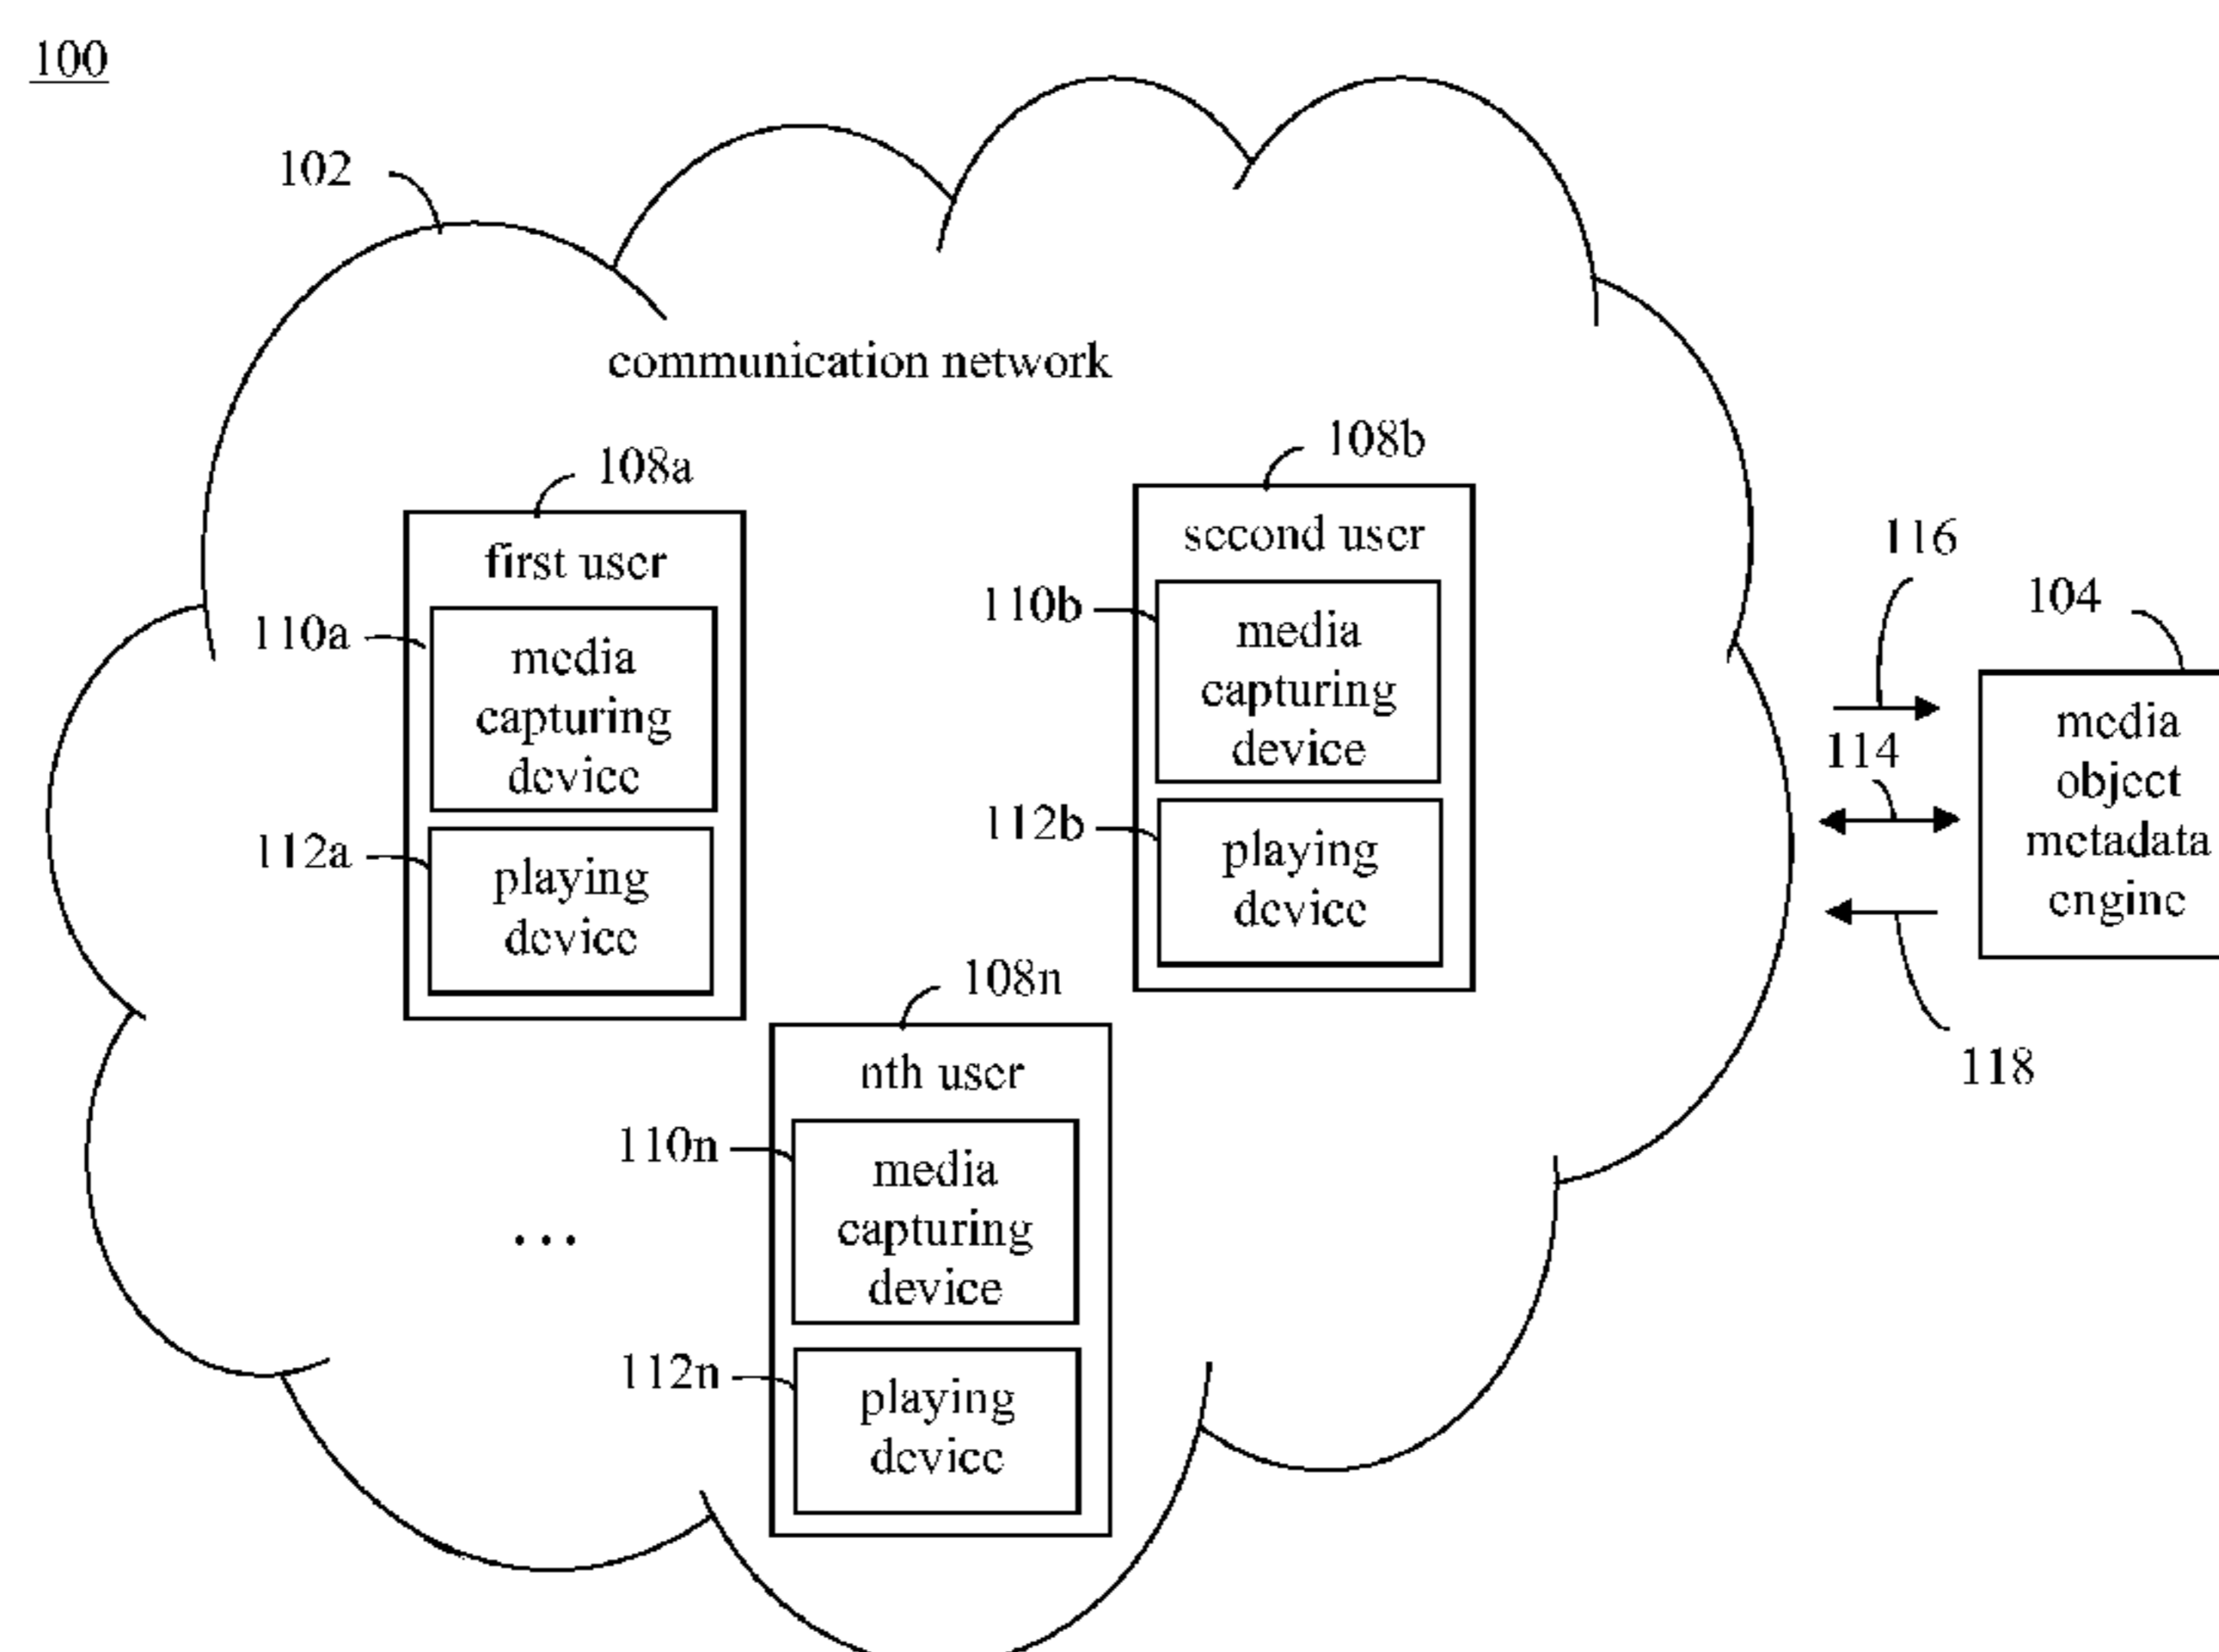 100
102
communication network
108a
first user
110a
media
capturing
device
112a
playing
device
108b
second user
110b
media
capturing
device
112b
playing
device
108n
nth user
110n
media
capturing
device
112n
playing
device
...
116
114
118
104
media
object
metadata
engine